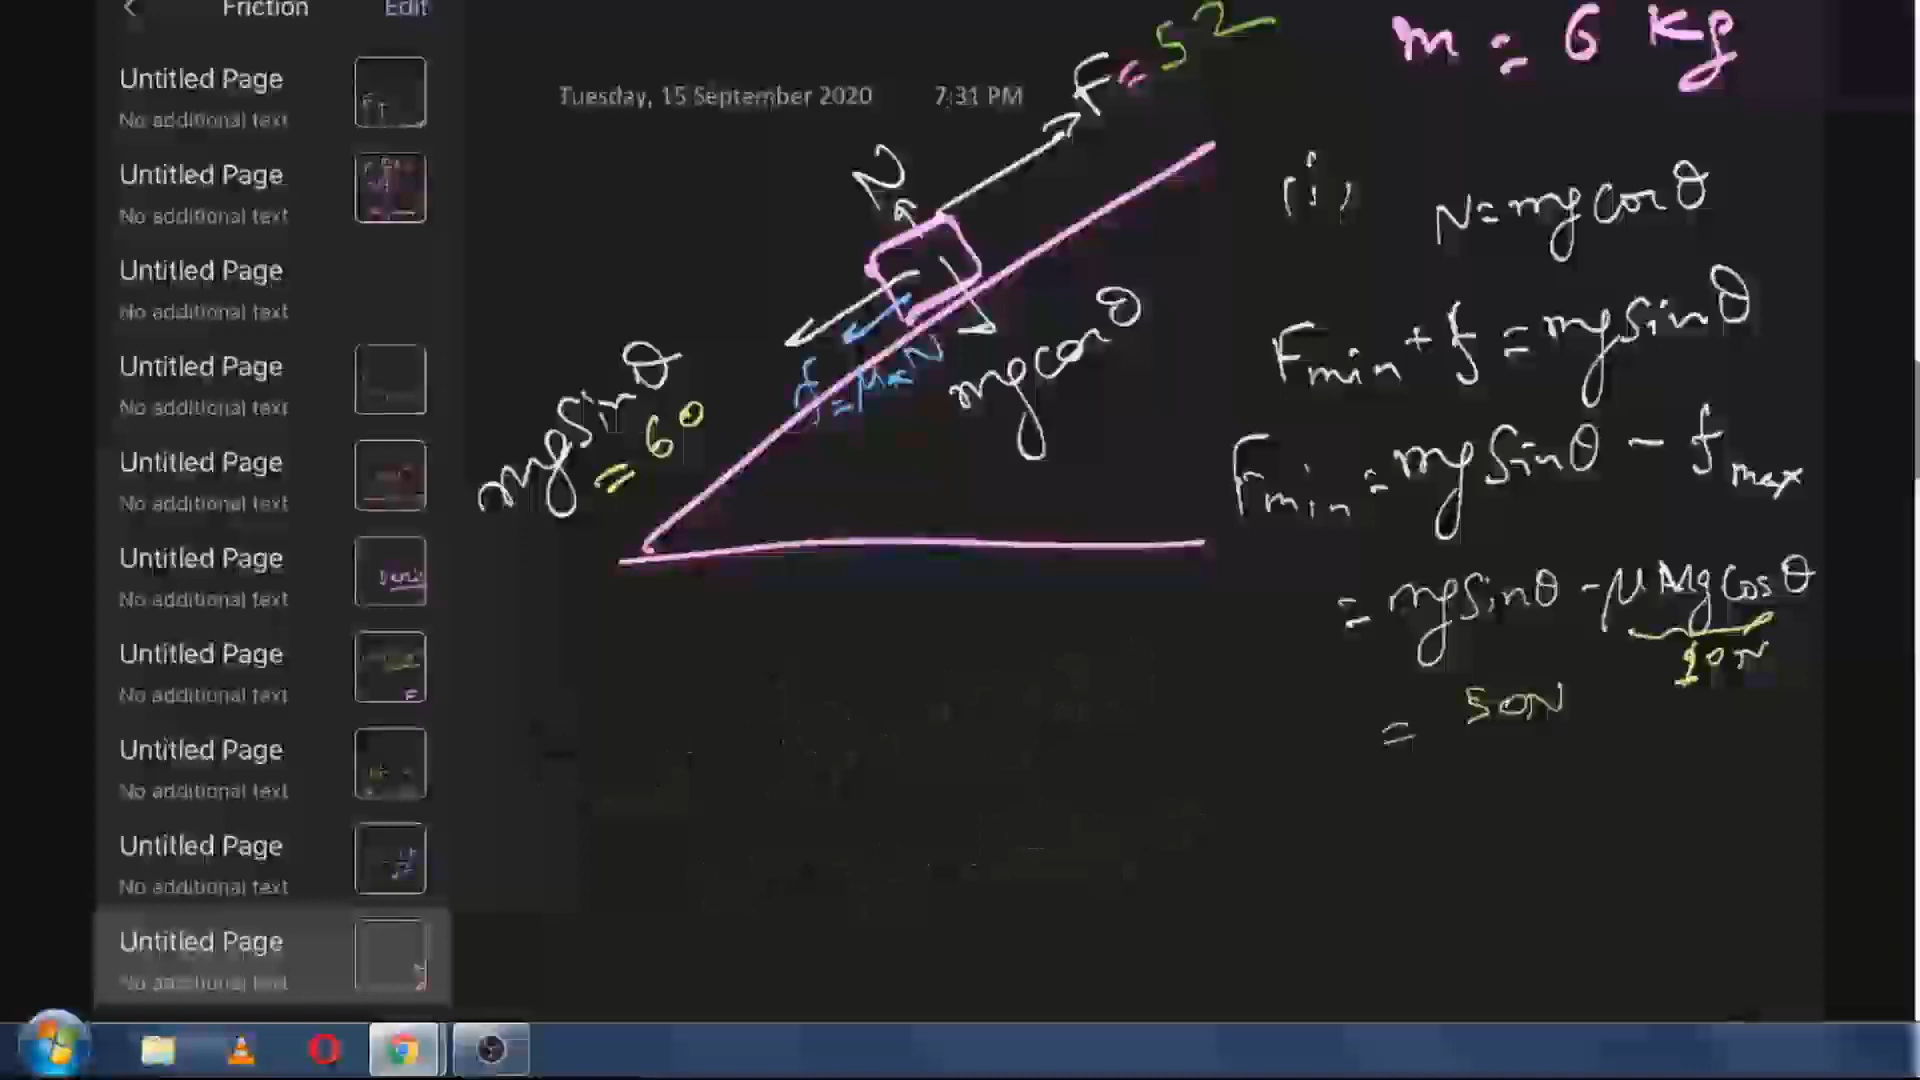 Friction Edit
Untitled Page
No additional text
Untitled Page
No additional text
Untitled Page
No additional text
Untitled Page
No additional text
Untitled Page
No additional text
Untitled Page
No additional text
Untitled Page
No additional text
Untitled Page
No additional text
Untitled Page
No additional text
Untitled Page
No additional text
Tuesday, 15 September 2020 7:31 PM
F = 52
N
mg sin θ
= 60
f = μₖN
mg cos θ
m = 6 kg
(i) N = mg cos θ
Fmin + f = mg sin θ
Fmin = mg sin θ - fmax
= mg sin θ - μ Mg cos θ
10N
= 50N